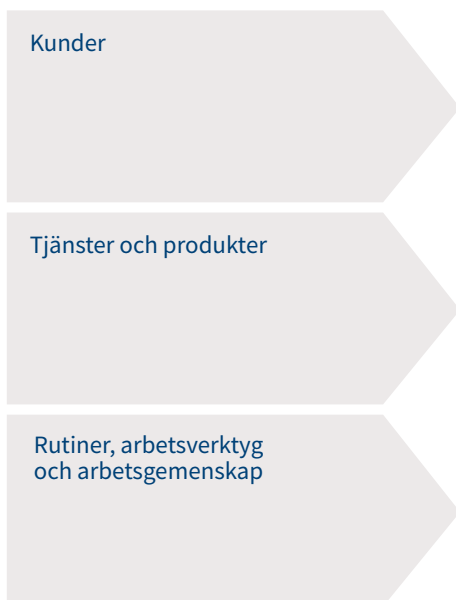 Kunder
Tjänster och produkter
Rutiner, arbetsverktyg
och arbetsgemenskap